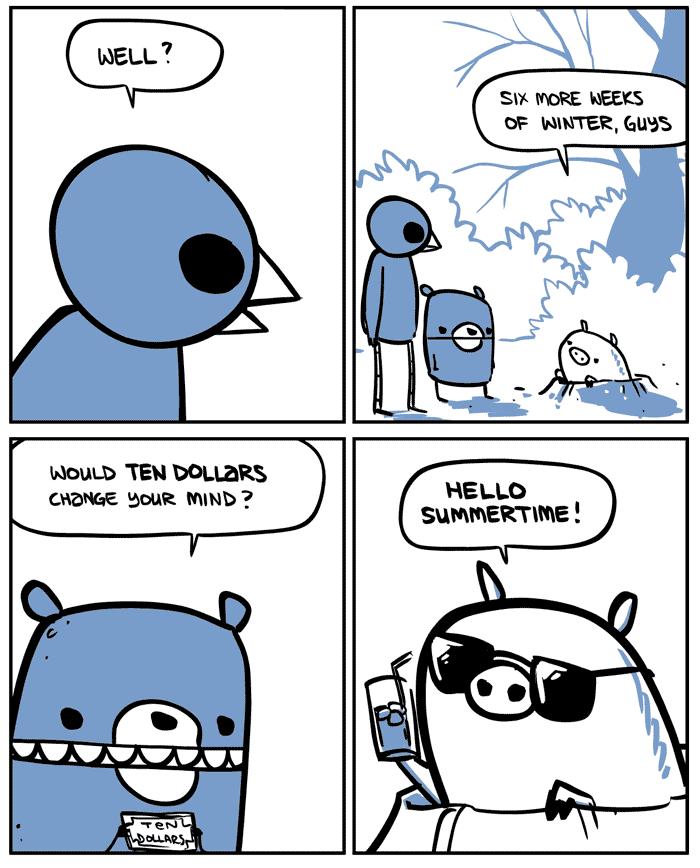 WELL?
SIX MORE WEEKS
OF WINTER, GUYS
WOULD TEN DOLLARS
CHANGE YOUR MIND?
TEN
DOLLARS
HELLO
SUMMERTIME!